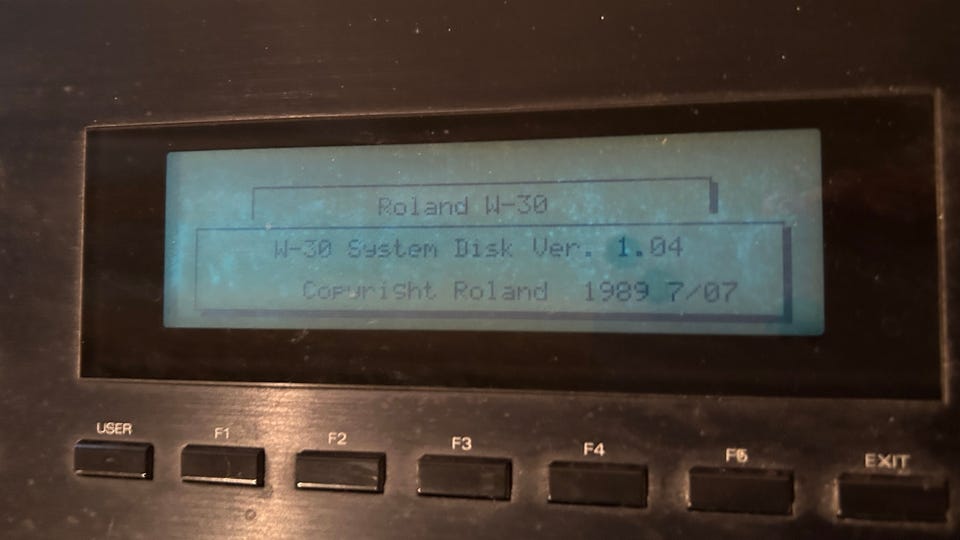 Roland W-30
W-30 System Disk Ver. 1.04
Copyright Roland 1989 7/07
USER F1 F2 F3 F4 F5 EXIT